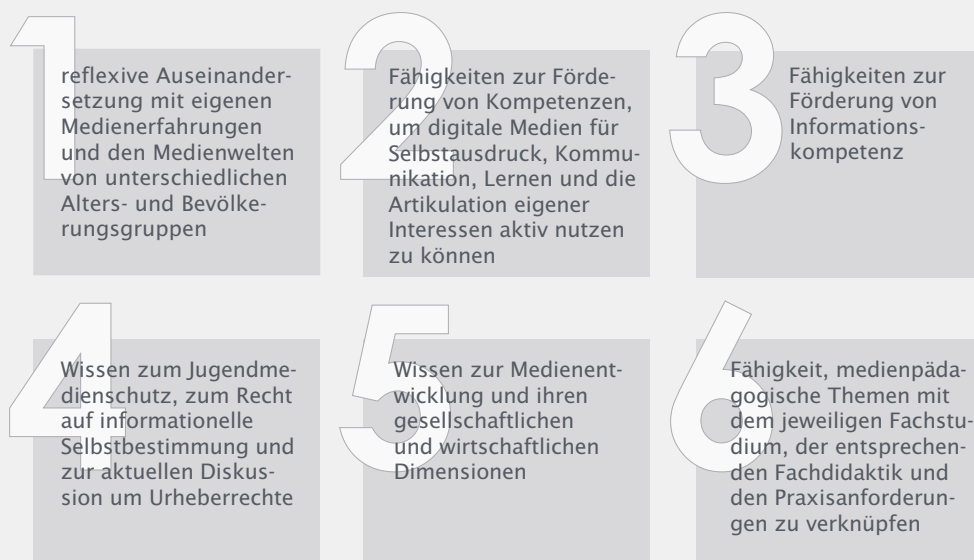 1
reflexive Auseinander-
setzung mit eigenen
Medienerfahrungen
und den Medienwelten
von unterschiedlichen
Alters- und Bevölke-
rungsgruppen
2
Fähigkeiten zur Förde-
rung von Kompetenzen,
um digitale Medien für
Selbstausdruck, Kommu-
nikation, Lernen und die
Artikulation eigener
Interessen aktiv nutzen
zu können
3
Fähigkeiten zur
Förderung von
Informations-
kompetenz
4
Wissen zum Jugendme-
dienschutz, zum Recht
auf informationelle
Selbstbestimmung und
zur aktuellen Diskus-
sion um Urheberrechte
5
Wissen zur Medienent-
wicklung und ihren
gesellschaftlichen
und wirtschaftlichen
Dimensionen
6
Fähigkeit, medienpäda-
gogische Themen mit
dem jeweiligen Fachstu-
dium, der entsprechen-
den Fachdidaktik und
den Praxisanforderun-
gen zu verknüpfen